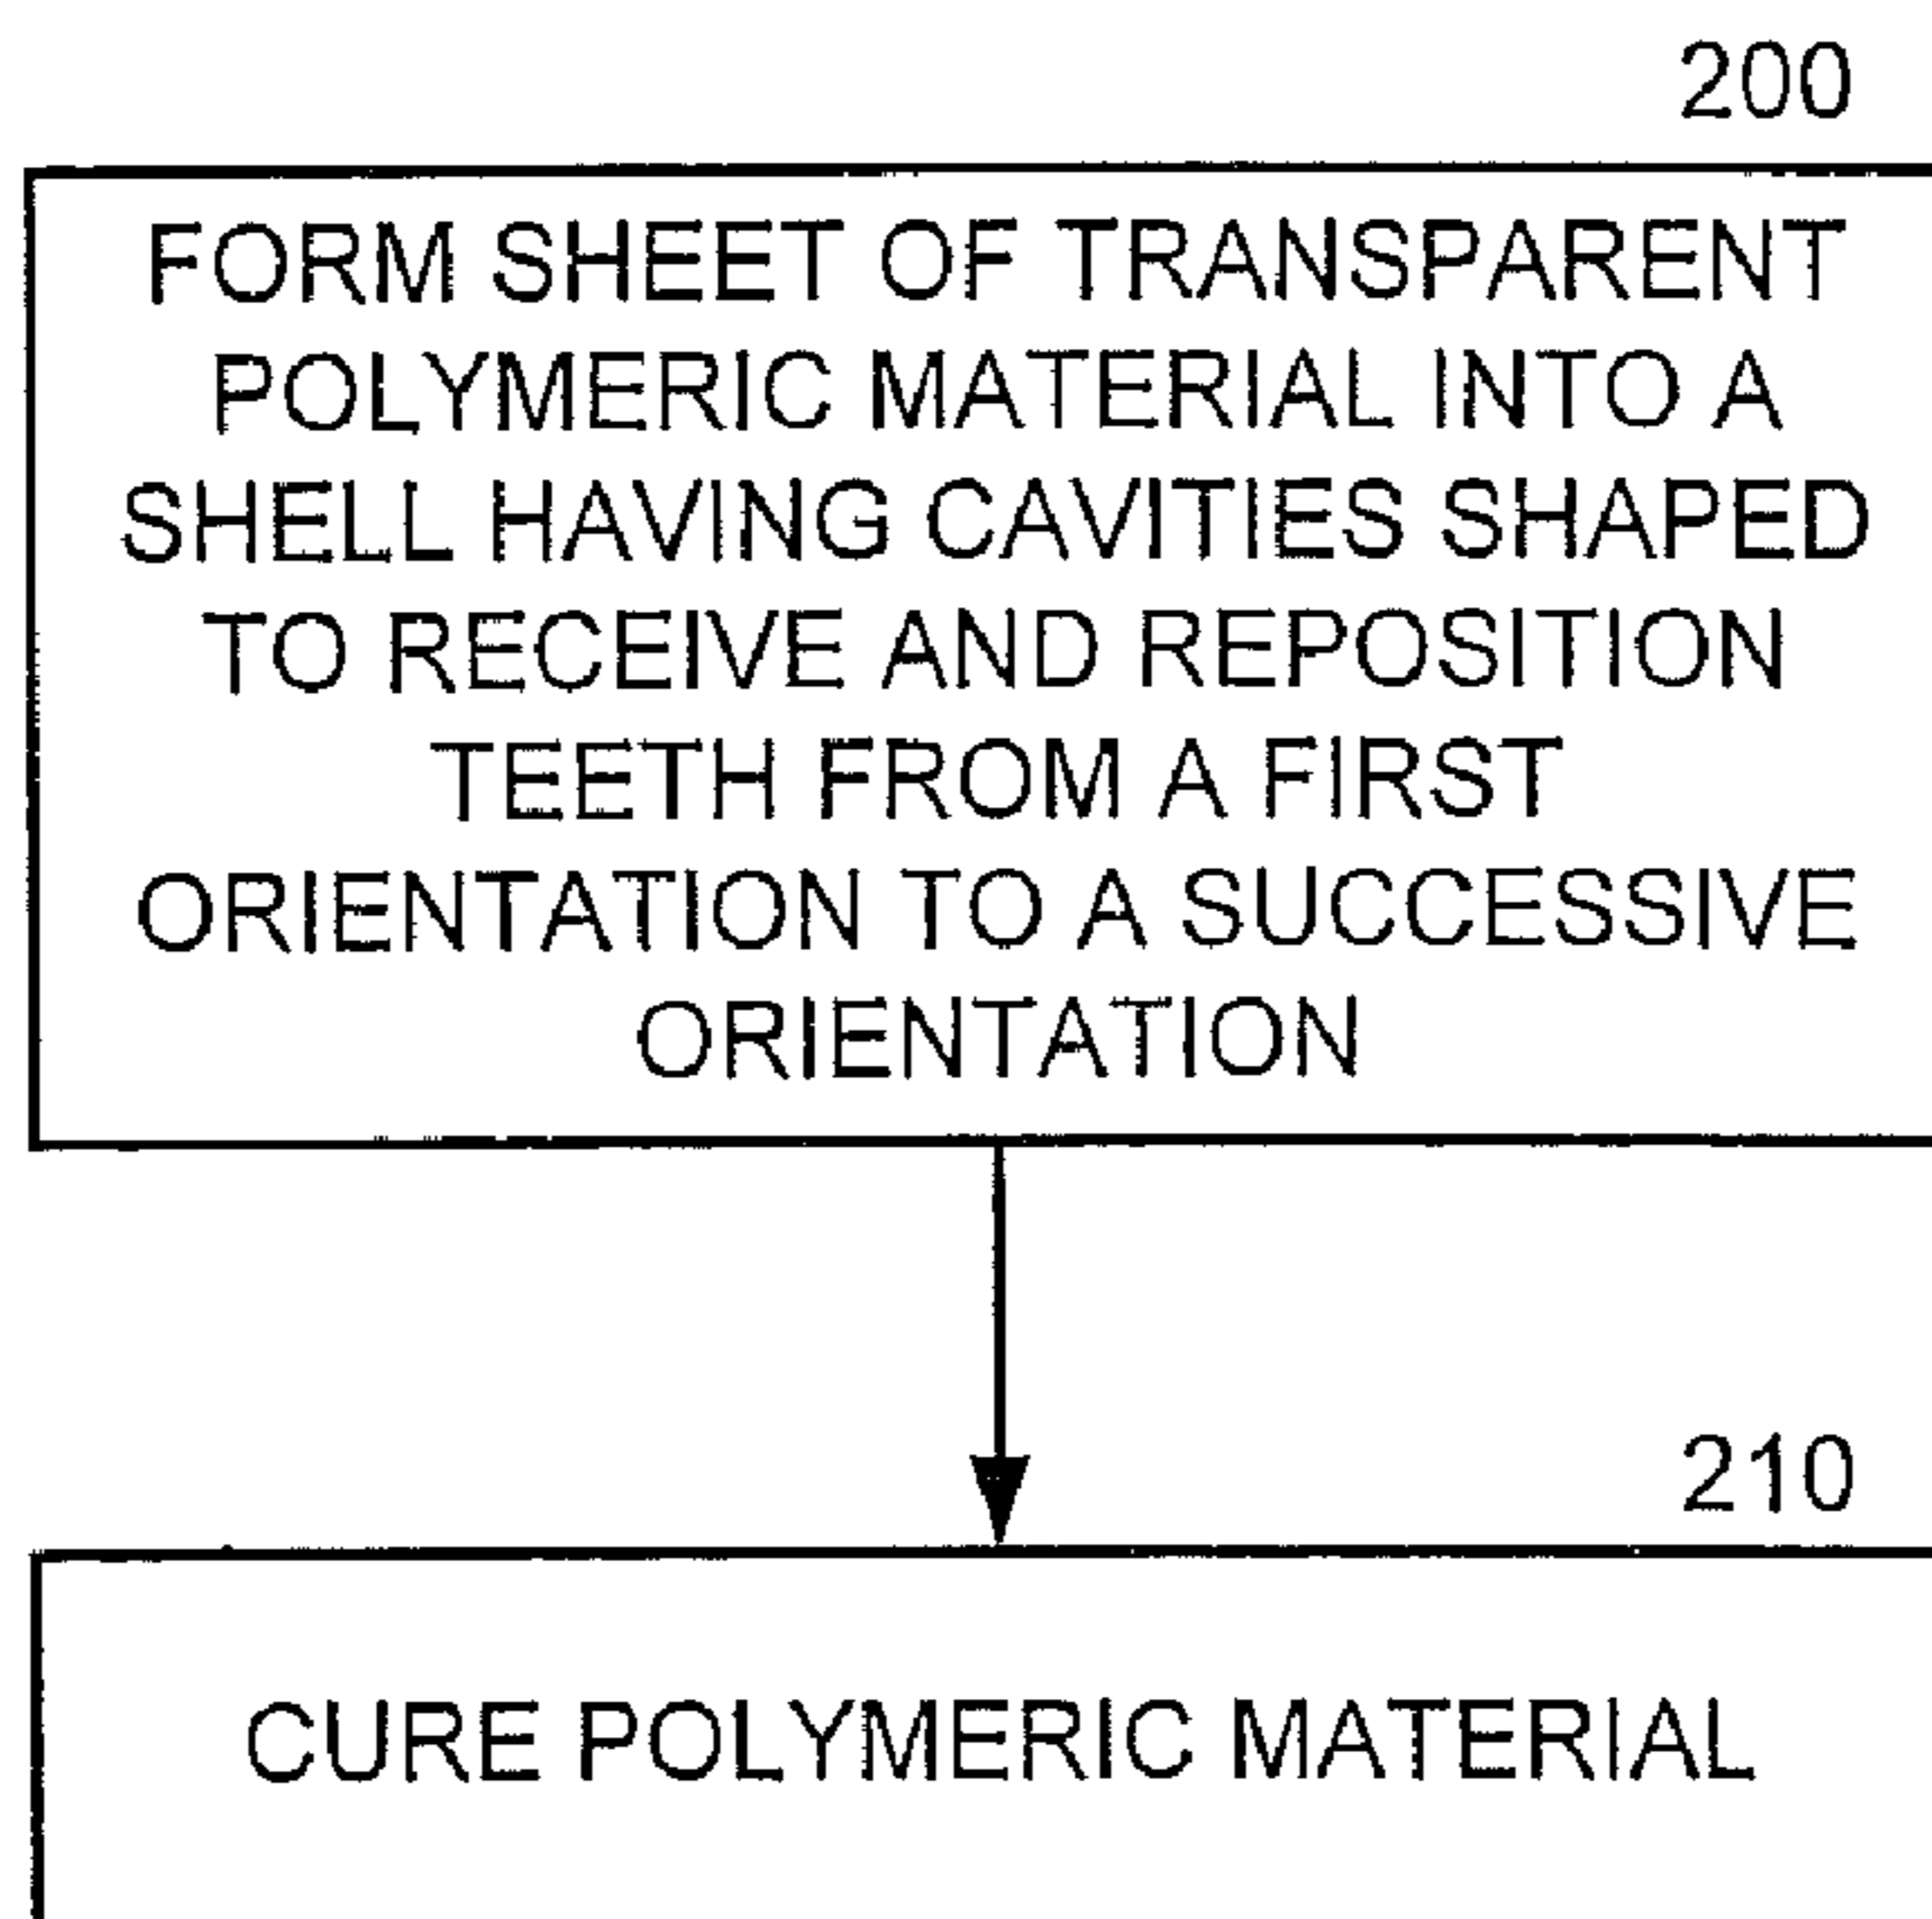 200
FORM SHEET OF TRANSPARENT
POLYMERIC MATERIAL INTO A
SHELL HAVING CAVITIES SHAPED
TO RECEIVE AND REPOSITION
TEETH FROM A FIRST
ORIENTATION TO A SUCCESSIVE
ORIENTATION
210
CURE POLYMERIC MATERIAL